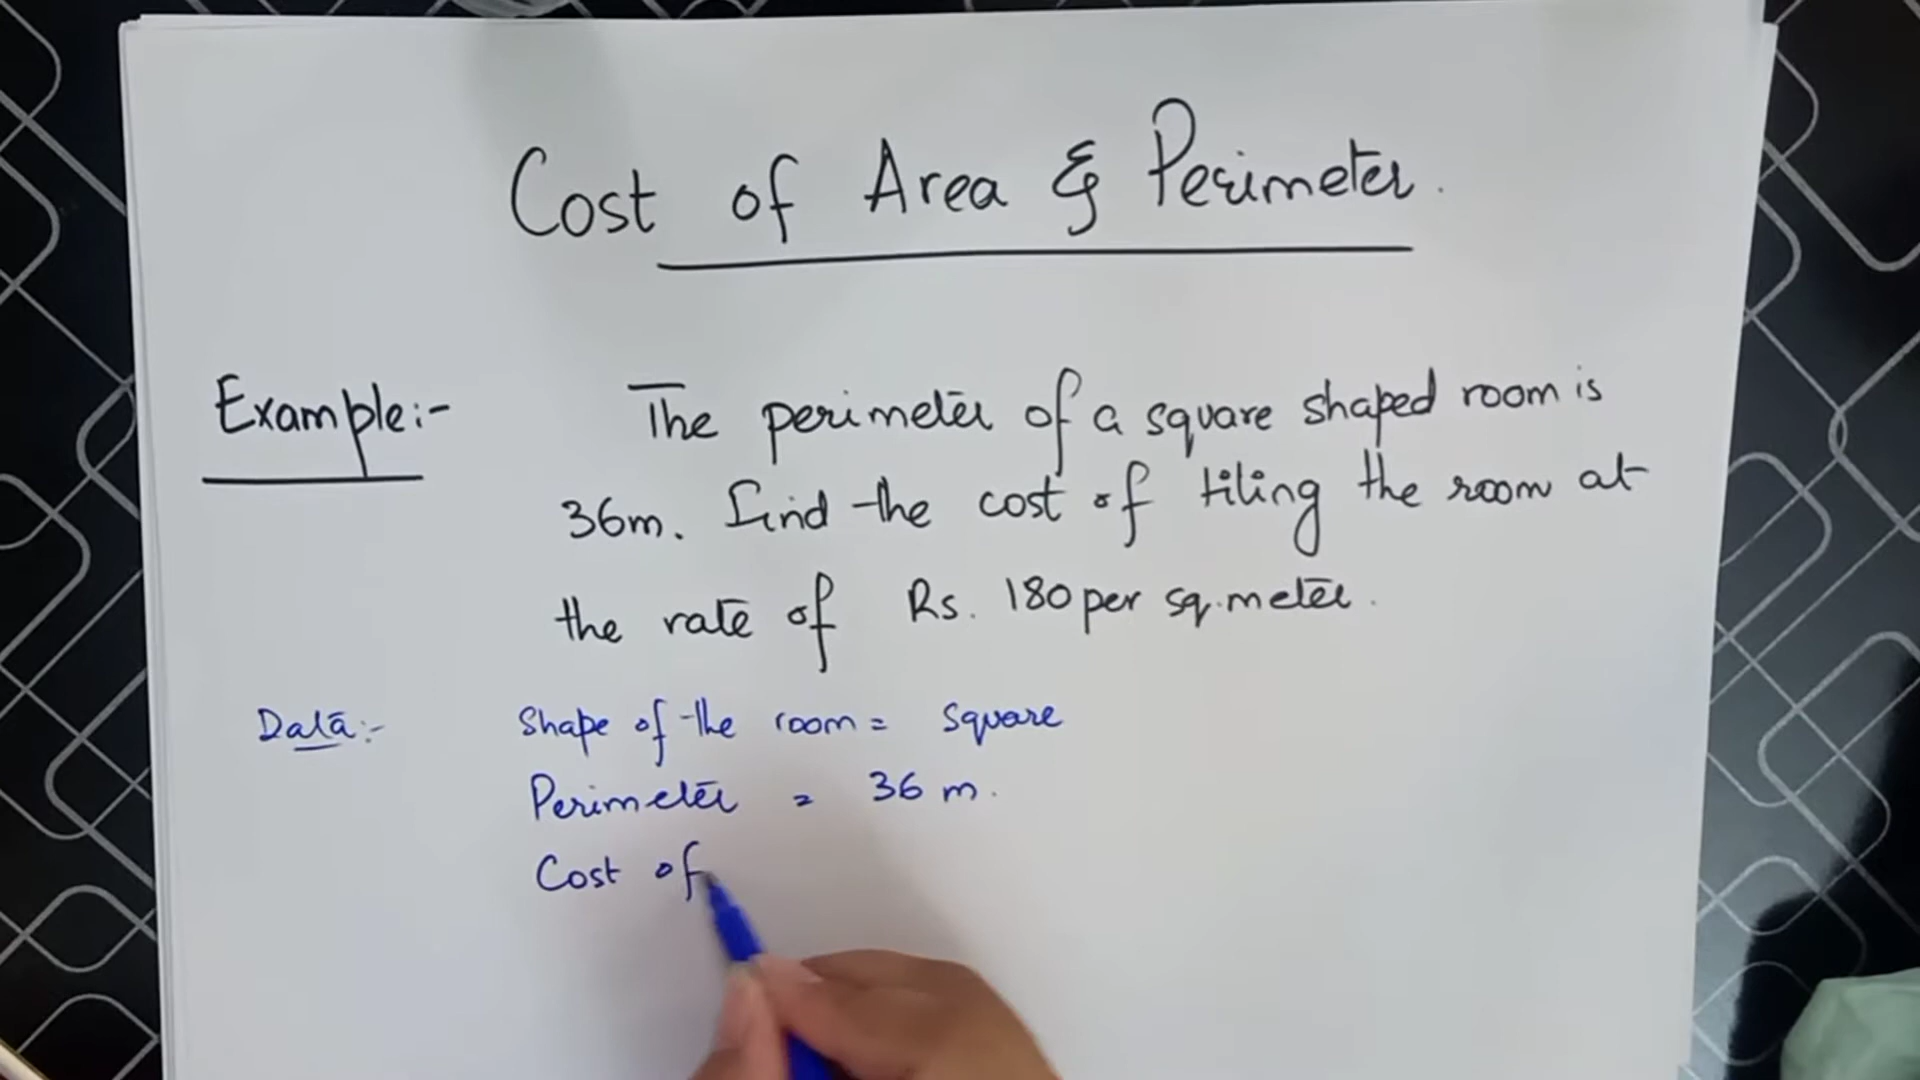 Cost of Area & Perimeter.
Example:- The perimeter of a square shaped room is
36m. Find the cost of tiling the room at
the rate of Rs. 180 per sq.meter.
Data:- Shape of the room = Square
Perimeter = 36 m.
Cost of